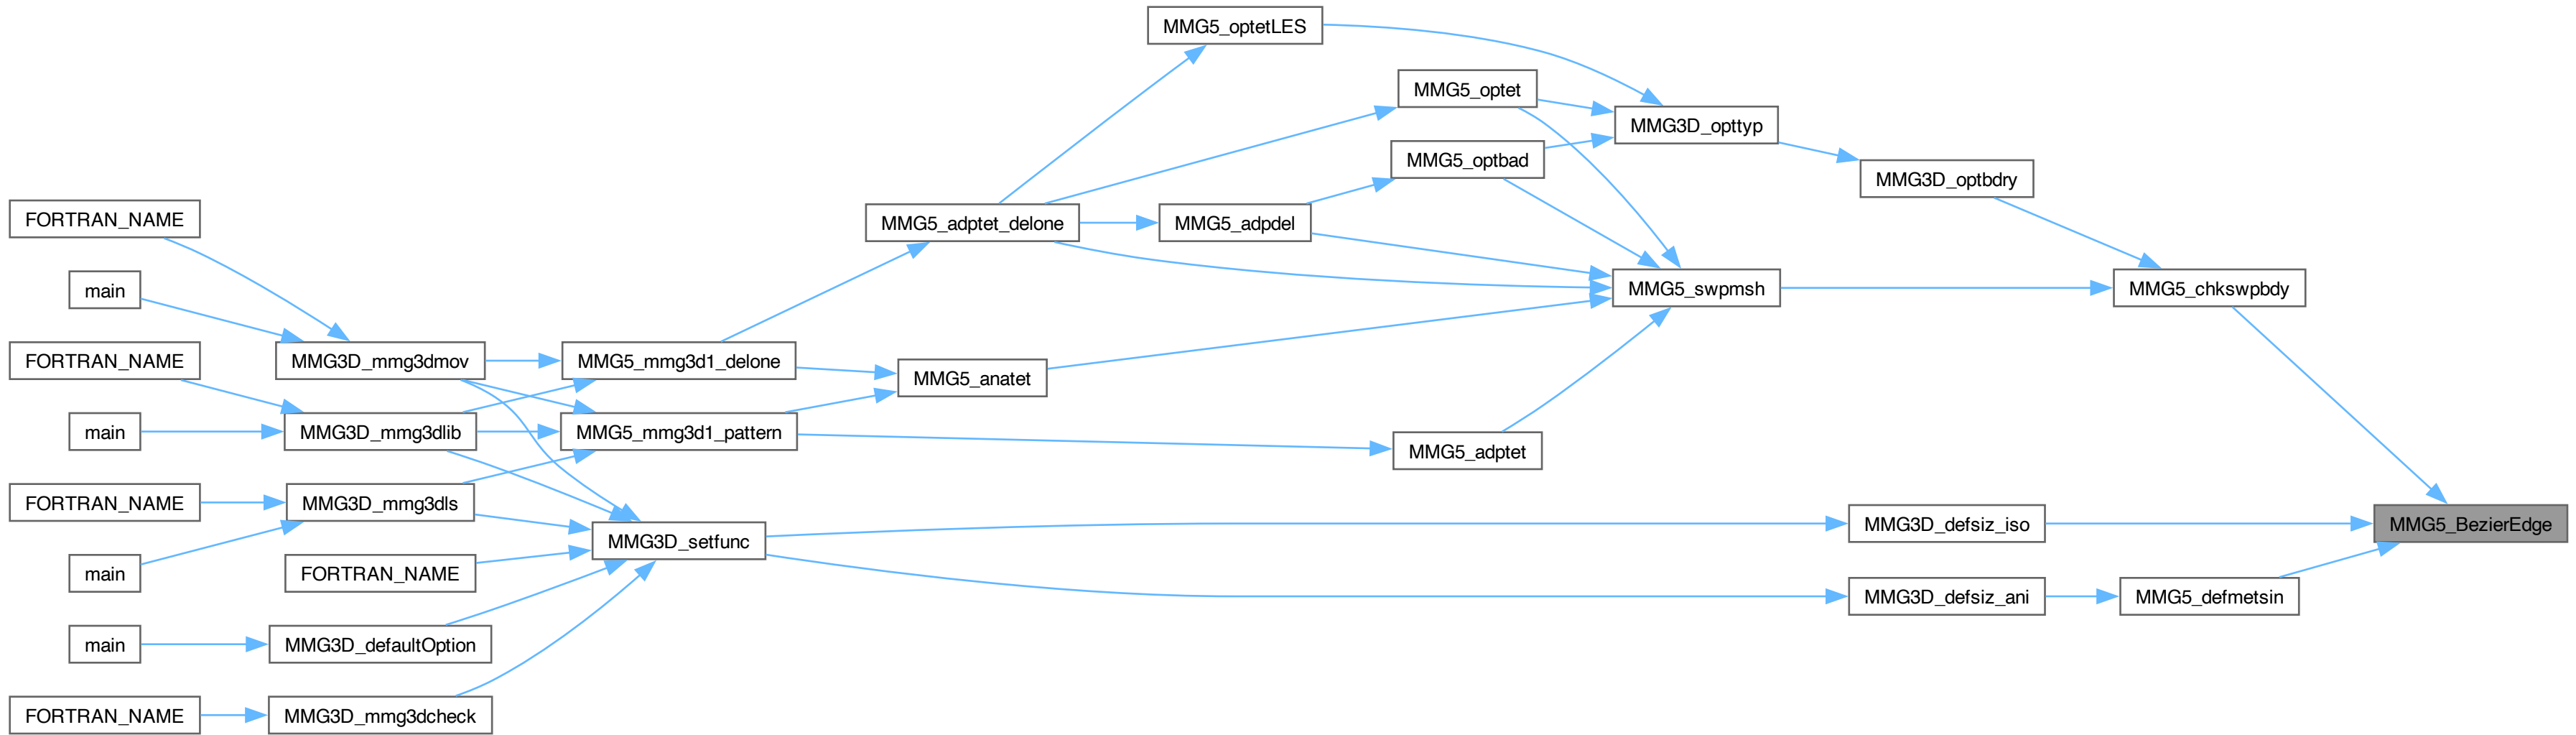 MMG5_optetLES
MMG5_optet
MMG3D_opttyp
MMG5_optbad
MMG3D_optbdry
FORTRAN_NAME
MMG5_adptet_delone
MMG5_adpdel
main
MMG5_swpmsh
MMG5_chkswpbdy
FORTRAN_NAME
MMG3D_mmg3dmov
MMG5_mmg3d1_delone
MMG5_anatet
main
MMG3D_mmg3dlib
MMG5_mmg3d1_pattern
MMG5_adptet
FORTRAN_NAME
MMG3D_mmg3dls
MMG3D_setfunc
MMG3D_defsiz_iso
MMG5_BezierEdge
main
FORTRAN_NAME
MMG3D_defsiz_ani
MMG5_defmetsin
main
MMG3D_defaultOption
FORTRAN_NAME
MMG3D_mmg3dcheck